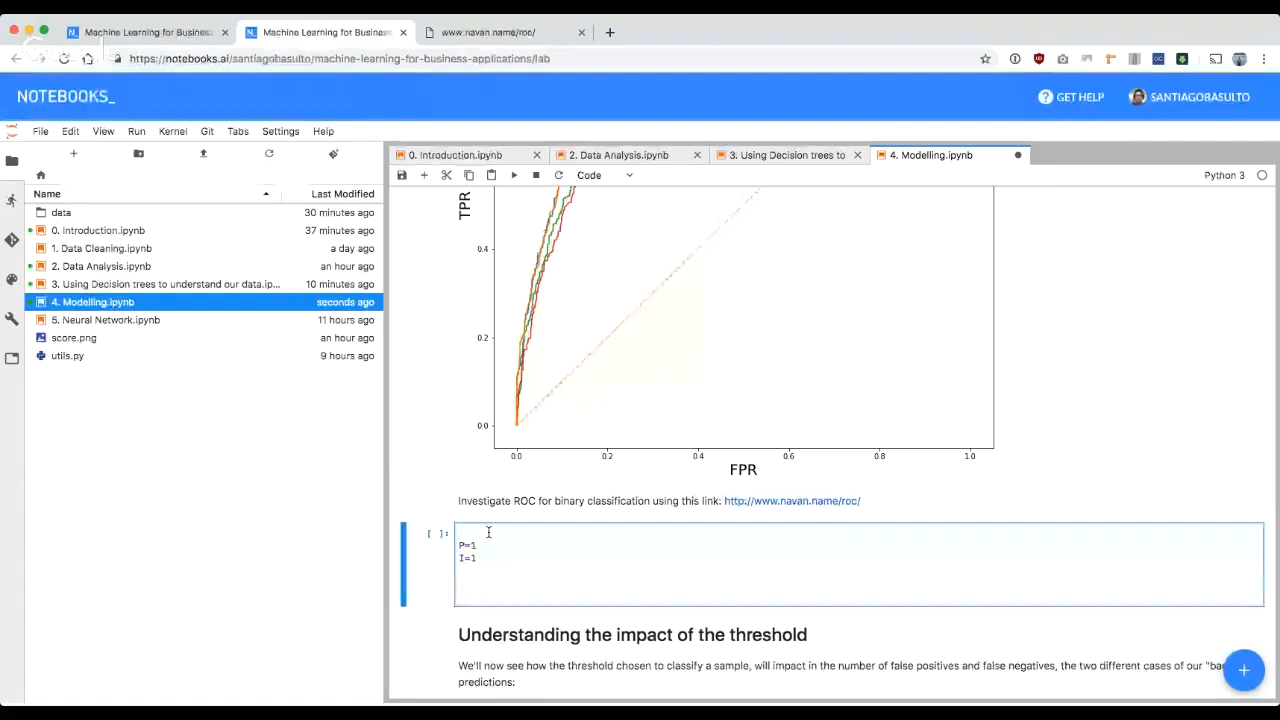 Machine Learning for Busines
Machine Learning for Busines
www.navan.name/roc/
https://notebooks.ai/santiagobasulto/machine-learning-for-business-applications/lab
NOTEBOOKS_
GET HELP
SANTIAGOBASULTO
File Edit View Run Kernel Git Tabs Settings Help
Name Last Modified
data 30 minutes ago
0. Introduction.ipynb 37 minutes ago
1. Data Cleaning.ipynb a day ago
2. Data Analysis.ipynb an hour ago
3. Using Decision trees to understand our data.ip... 10 minutes ago
4. Modelling.ipynb seconds ago
5. Neural Network.ipynb 11 hours ago
score.png an hour ago
utils.py 9 hours ago
0. Introduction.ipynb
2. Data Analysis.ipynb
3. Using Decision trees to
4. Modelling.ipynb
Code
Python 3
TPR
0.4
0.2
0.0
0.0 0.2 0.4 0.6 0.8 1.0
FPR
Investigate ROC for binary classification using this link: http://www.navan.name/roc/
[ ]:
P=1
I=1
Understanding the impact of the threshold
We'll now see how the threshold chosen to classify a sample, will impact in the number of false positives and false negatives, the two different cases of our "ba
predictions: